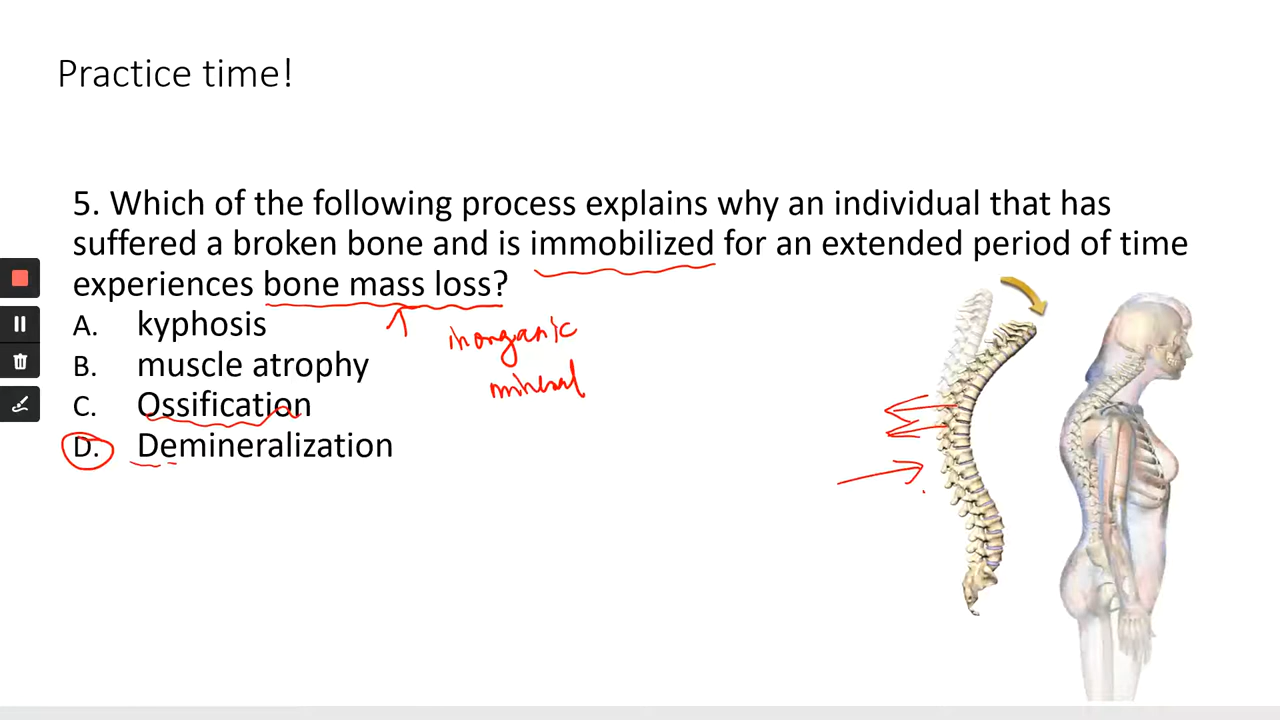 Practice time!
5. Which of the following process explains why an individual that has
suffered a broken bone and is immobilized for an extended period of time
experiences bone mass loss?
inorganic
mineral
A. kyphosis
B. muscle atrophy
C. Ossification
D. Demineralization